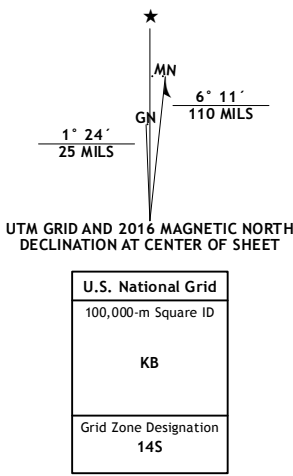 ★
MN
GN
6° 11´
110 MILS
1° 24´
25 MILS
UTM GRID AND 2016 MAGNETIC NORTH
DECLINATION AT CENTER OF SHEET
U.S. National Grid
100,000-m Square ID
KB
Grid Zone Designation
14S